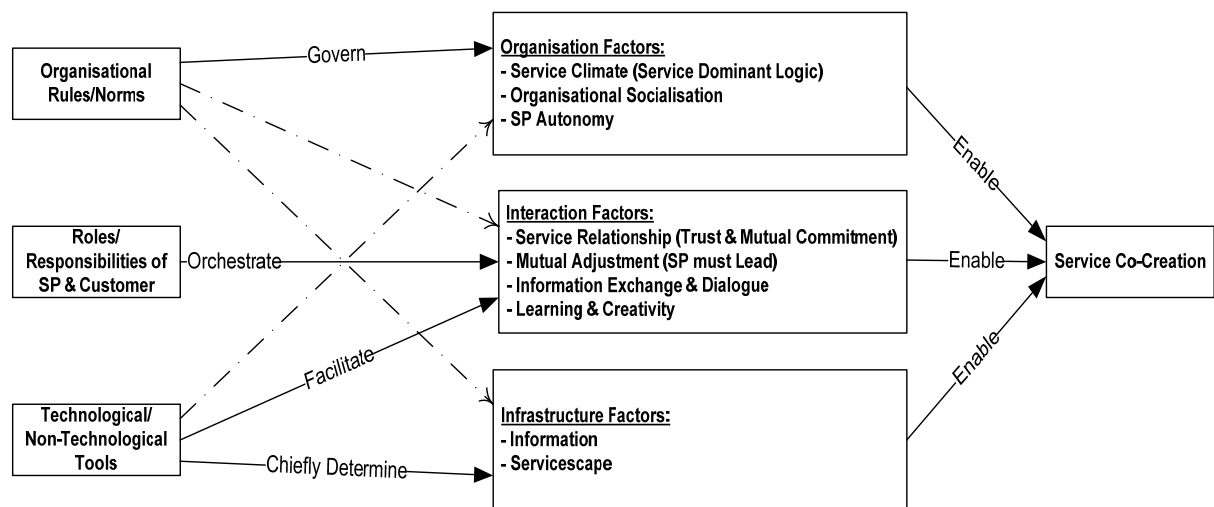 Organisational
Rules/Norms
Govern
Organisation Factors:
- Service Climate (Service Dominant Logic)
- Organisational Socialisation
- SP Autonomy
Enable
Roles/
Responsibilities of
SP & Customer
Orchestrate
Interaction Factors:
- Service Relationship (Trust & Mutual Commitment)
- Mutual Adjustment (SP must Lead)
- Information Exchange & Dialogue
- Learning & Creativity
Enable
Service Co-Creation
Technological/
Non-Technological
Tools
Facilitate
Chiefly Determine
Infrastructure Factors:
- Information
- Servicescape
Enable